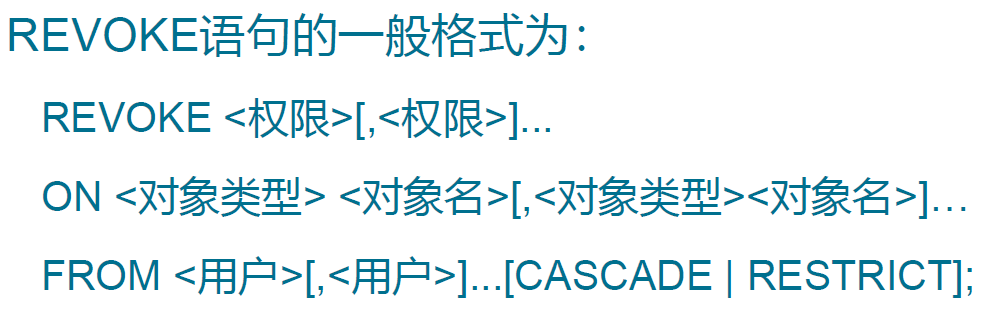 REVOKE语句的一般格式为：
REVOKE <权限>[,<权限>]...
ON <对象类型> <对象名>[,<对象类型><对象名>]…
FROM <用户>[,<用户>]...[CASCADE | RESTRICT];